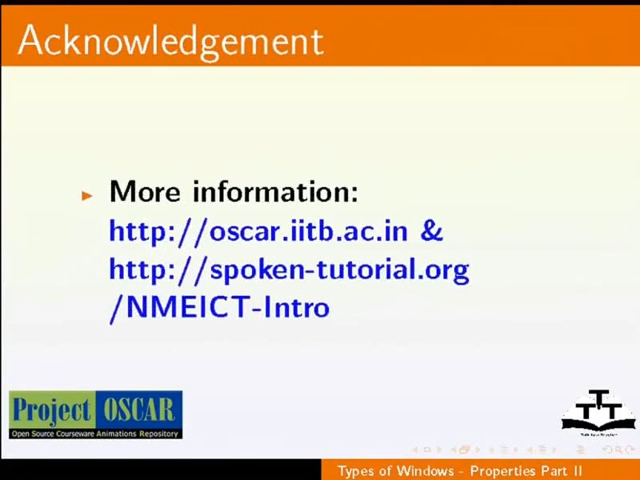 Acknowledgement
More information:
http://oscar.iitb.ac.in &
http://spoken-tutorial.org
/NMEICT-Intro
Project OSCAR
Open Source Courseware Animations Repository
TTT
Types of Windows - Properties Part II